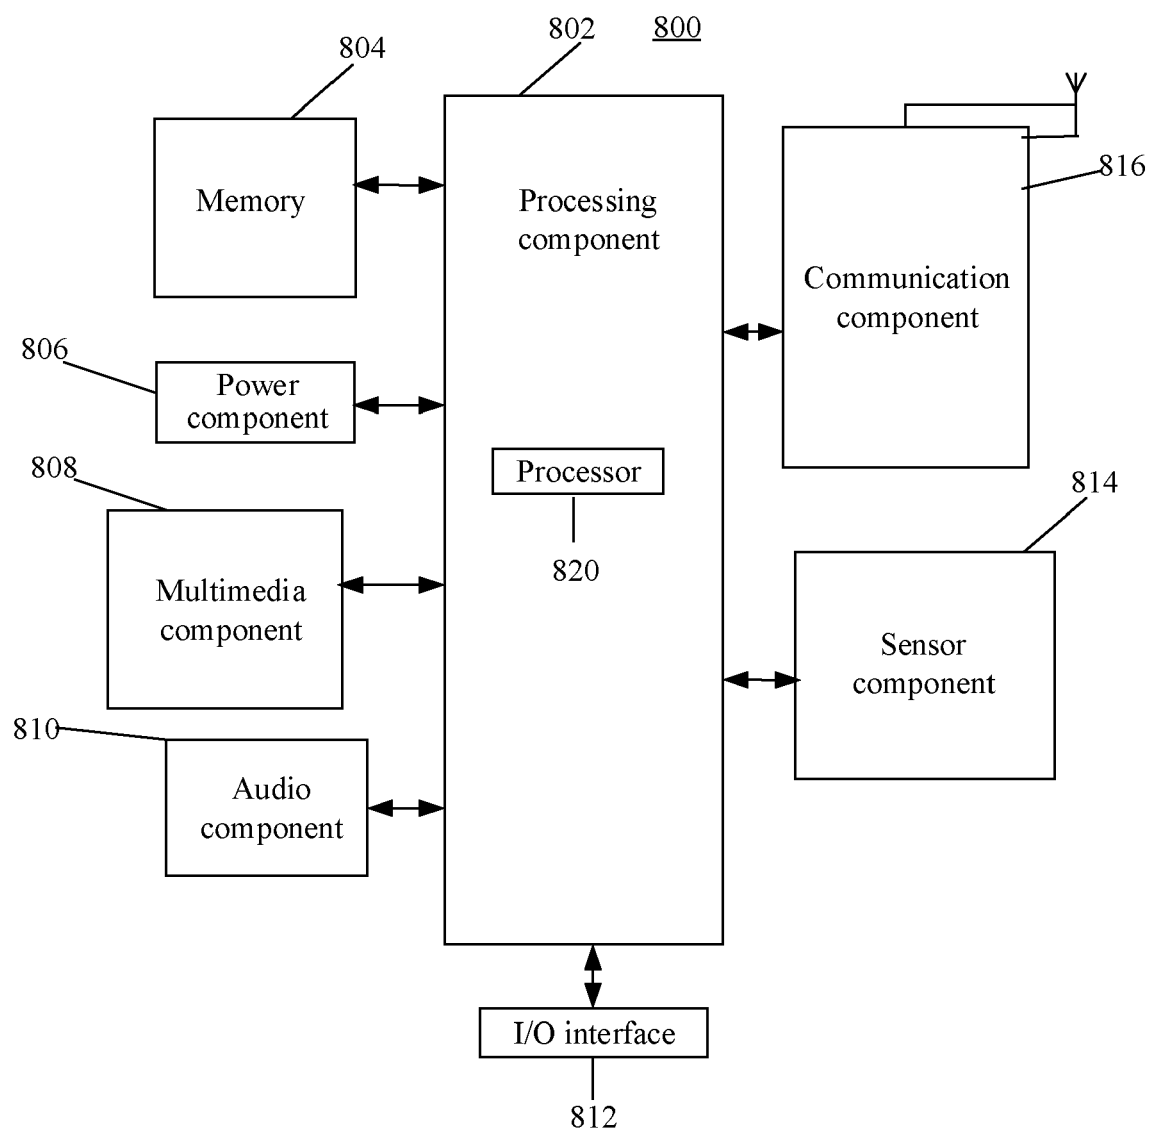 802
800
804
Memory
Processing
component
816
Communication
component
806
Power
component
808
Processor
820
814
Multimedia
component
Sensor
component
810
Audio
component
I/O interface
812